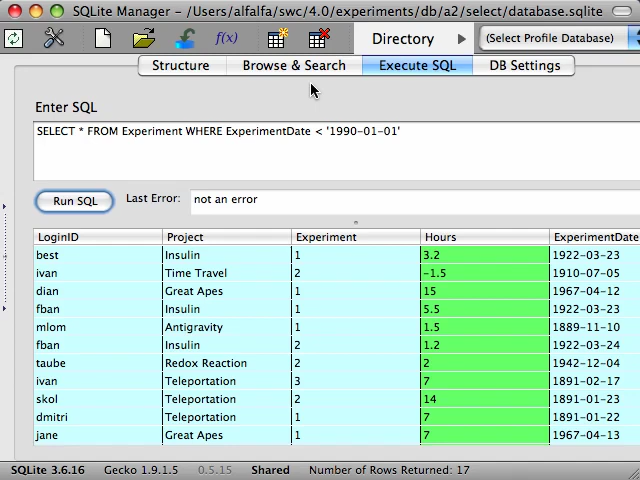 SQLite Manager - /Users/alfalfa/swc/4.0/experiments/db/a2/select/database.sqlite
f(x) Directory (Select Profile Database)
Structure Browse & Search Execute SQL DB Settings
Enter SQL
SELECT * FROM Experiment WHERE ExperimentDate < '1990-01-01'
Run SQL Last Error: not an error
LoginID Project Experiment Hours ExperimentDate
best Insulin 1 3.2 1922-03-23
ivan Time Travel 2 -1.5 1910-07-05
dian Great Apes 1 15 1967-04-12
fban Insulin 1 5.5 1922-03-23
mlom Antigravity 1 1.5 1889-11-10
fban Insulin 2 1.2 1922-03-24
taube Redox Reaction 2 2 1942-12-04
ivan Teleportation 3 7 1891-02-17
skol Teleportation 2 14 1891-01-23
dmitri Teleportation 1 7 1891-01-22
jane Great Apes 1 7 1967-04-13
SQLite 3.6.16 Gecko 1.9.1.5 0.5.15 Shared Number of Rows Returned: 17